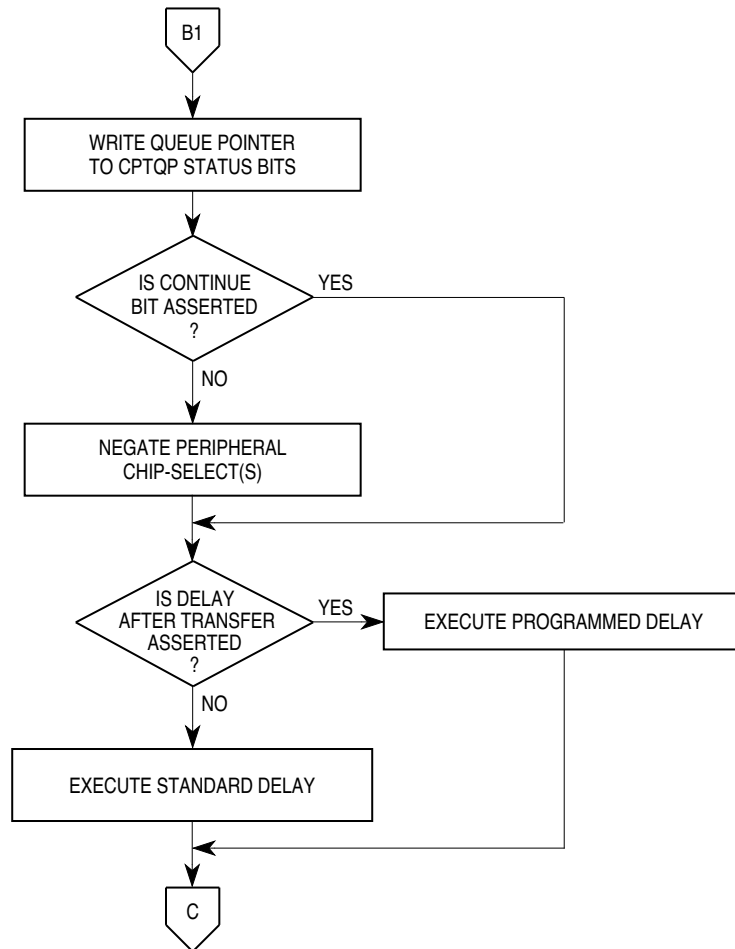 B1
WRITE QUEUE POINTER
TO CPTQP STATUS BITS
IS CONTINUE
BIT ASSERTED
?
YES
NO
NEGATE PERIPHERAL
CHIP-SELECT(S)
IS DELAY
AFTER TRANSFER
ASSERTED
?
YES
EXECUTE PROGRAMMED DELAY
NO
EXECUTE STANDARD DELAY
C